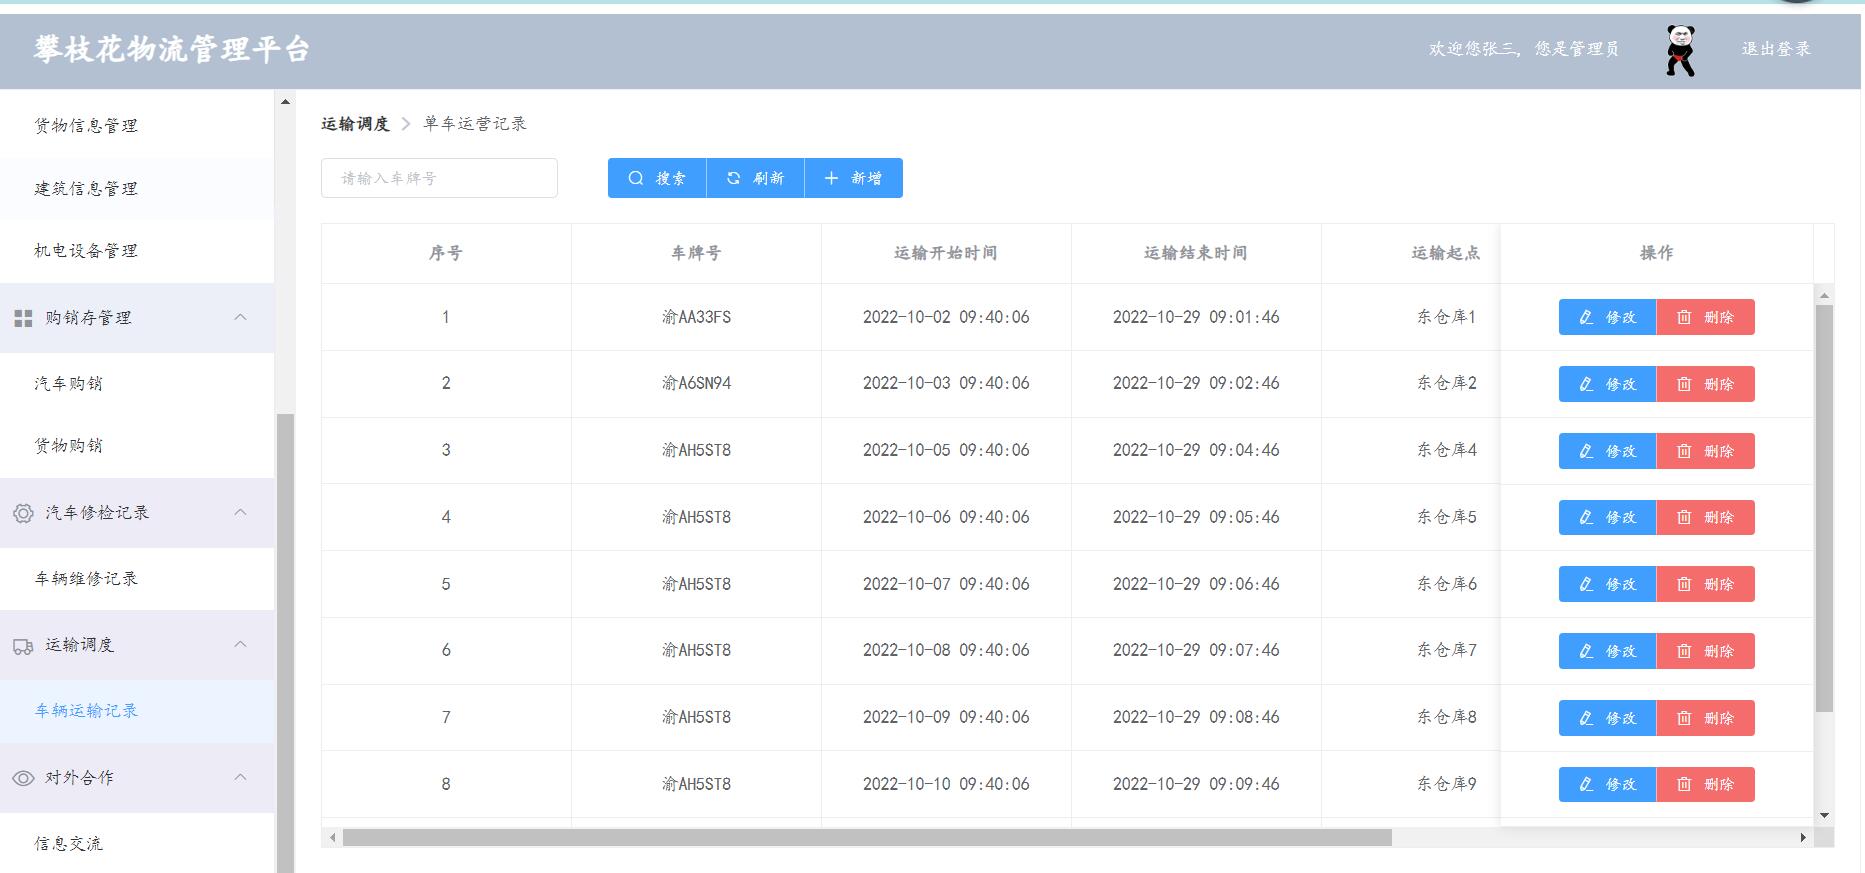 攀枝花物流管理平台
欢迎您张三, 您是管理员
退出登录
货物信息管理
建筑信息管理
机电设备管理
购销存管理
汽车购销
货物购销
汽车修检记录
车辆维修记录
运输调度
车辆运输记录
对外合作
信息交流
运输调度 > 单车运营记录
请输入车牌号 搜索 刷新 新增
序号 车牌号 运输开始时间 运输结束时间 运输起点 操作
1 渝AA33FS 2022-10-02 09:40:06 2022-10-29 09:01:46 东仓库1 修改 删除
2 渝A6SN94 2022-10-03 09:40:06 2022-10-29 09:02:46 东仓库2 修改 删除
3 渝AH5ST8 2022-10-05 09:40:06 2022-10-29 09:04:46 东仓库4 修改 删除
4 渝AH5ST8 2022-10-06 09:40:06 2022-10-29 09:05:46 东仓库5 修改 删除
5 渝AH5ST8 2022-10-07 09:40:06 2022-10-29 09:06:46 东仓库6 修改 删除
6 渝AH5ST8 2022-10-08 09:40:06 2022-10-29 09:07:46 东仓库7 修改 删除
7 渝AH5ST8 2022-10-09 09:40:06 2022-10-29 09:08:46 东仓库8 修改 删除
8 渝AH5ST8 2022-10-10 09:40:06 2022-10-29 09:09:46 东仓库9 修改 删除